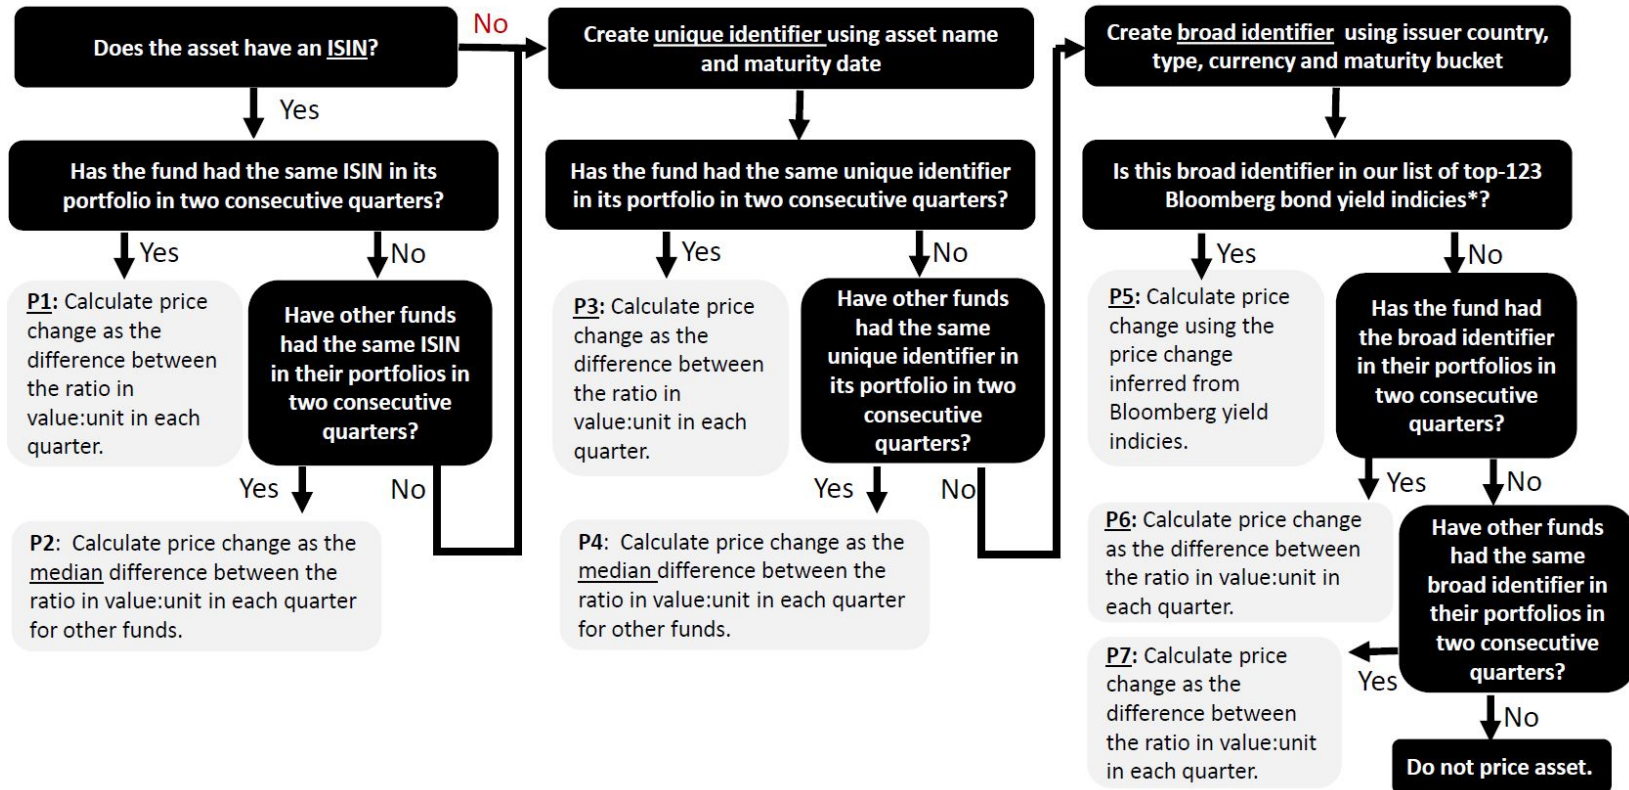 Does the asset have an ISIN?
No
Yes
Has the fund had the same ISIN in its
portfolio in two consecutive quarters?
Yes
No
P1: Calculate price
change as the
difference between
the ratio in
value:unit in each
quarter.
Have other funds
had the same ISIN
in their portfolios in
two consecutive
quarters?
Yes
No
P2:  Calculate price change as the
median difference between the
ratio in value:unit in each quarter
for other funds.
Create unique identifier using asset name
and maturity date
Has the fund had the same unique identifier
in its portfolio in two consecutive quarters?
Yes
No
P3: Calculate price
change as the
difference between
the ratio in
value:unit in each
quarter.
Have other funds
had the same
unique identifier in
its portfolio in two
consecutive
quarters?
Yes
No
P4:  Calculate price change as the
median difference between the
ratio in value:unit in each quarter
for other funds.
Create broad identifier  using issuer country,
type, currency and maturity bucket
Is this broad identifier in our list of top-123
Bloomberg bond yield indicies*?
Yes
No
P5: Calculate price
change using the
price change
inferred from
Bloomberg yield
indicies.
Has the fund had
the broad identifier
in their portfolios in
two consecutive
quarters?
Yes
No
P6: Calculate price change
as the difference between
the ratio in value:unit in
each quarter.
Have other funds
had the same
broad identifier in
their portfolios in
two consecutive
quarters?
Yes
P7: Calculate price
change as the
difference between
the ratio in value:unit
in each quarter.
No
Do not price asset.